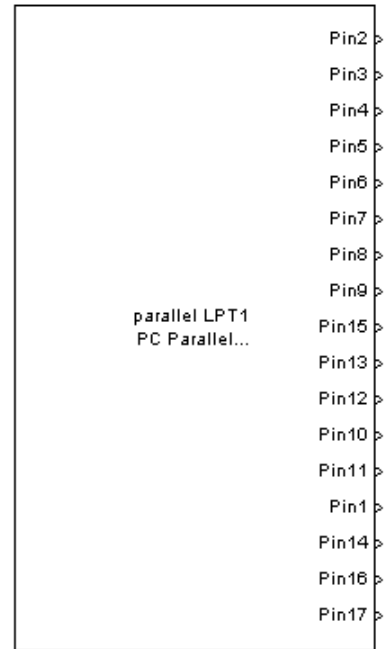 Pin2
Pin3
Pin4
Pin5
Pin6
Pin7
Pin8
Pin9
parallel LPT1
Pin15
PC Parallel...
Pin13
Pin12
Pin10
Pin11
Pin1
Pin14
Pin16
Pin17